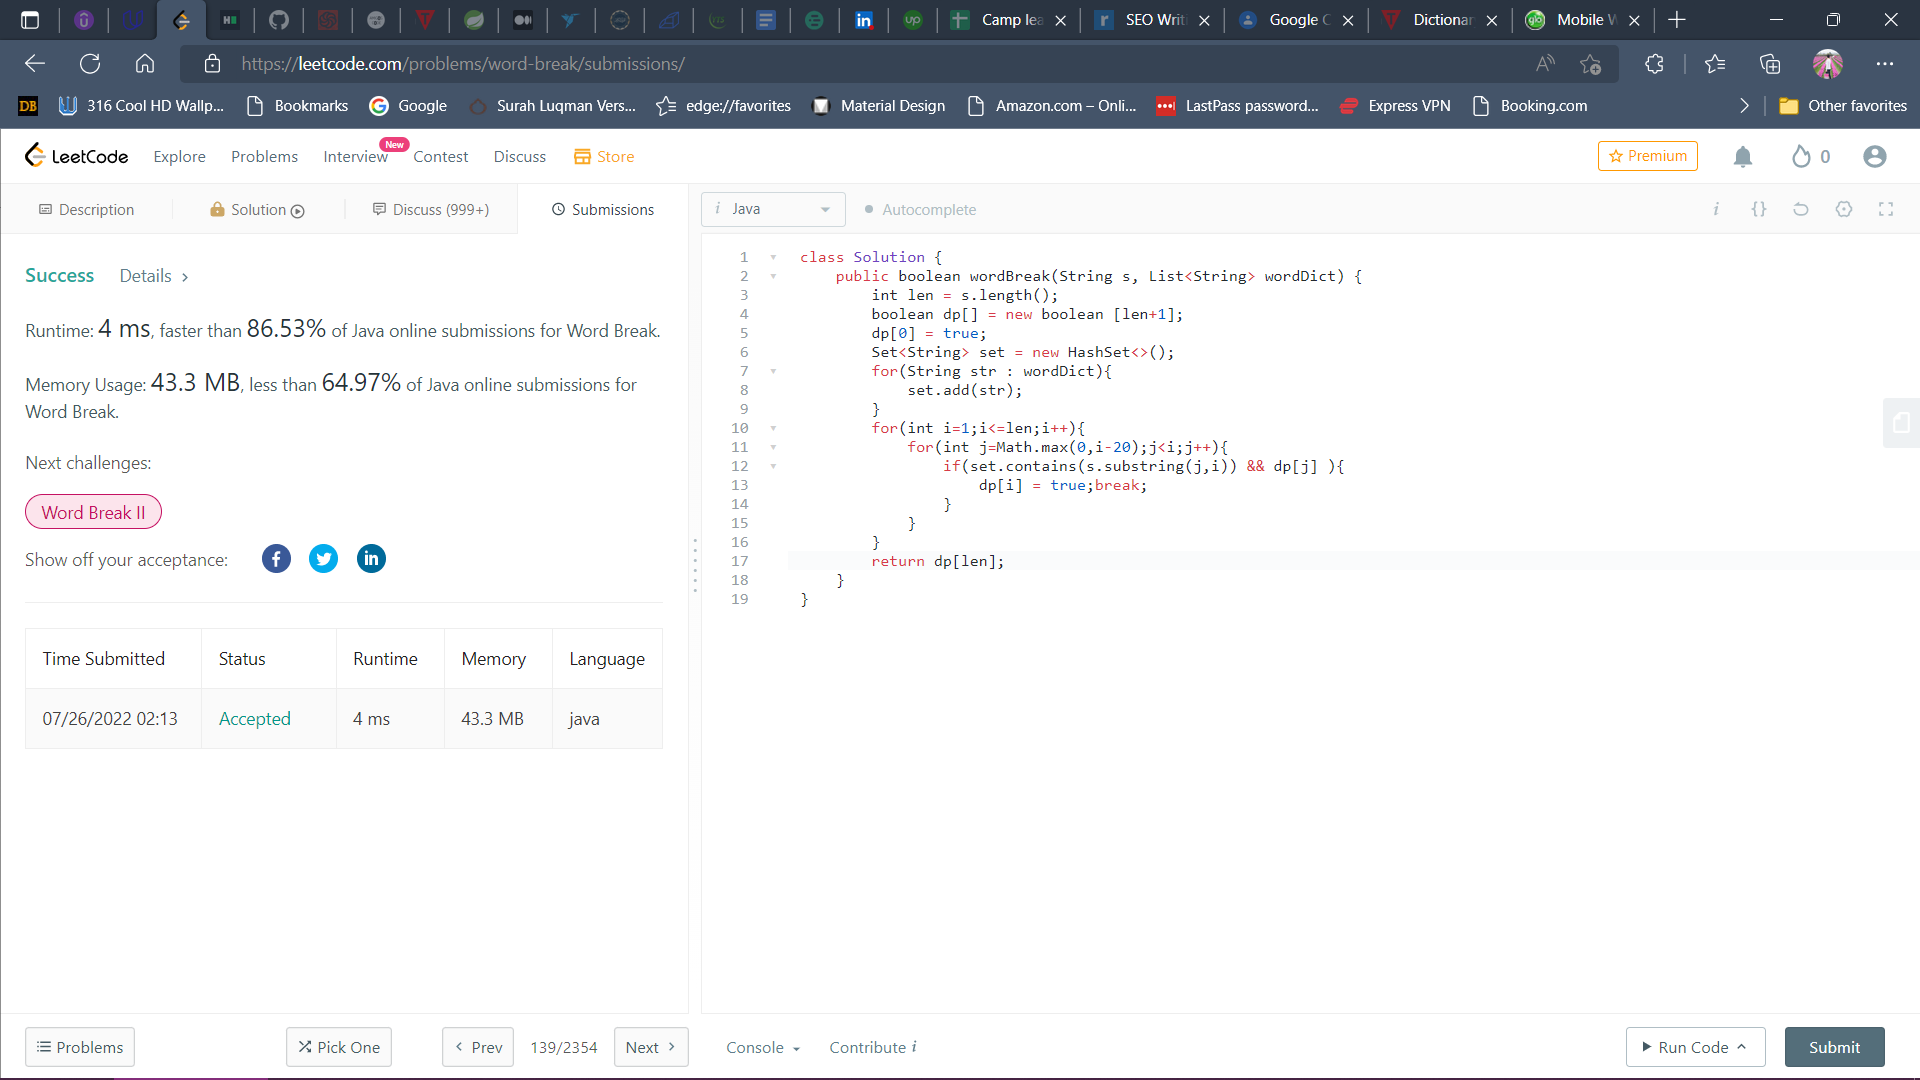 Camp lea
SEO Writ
Google C
Dictionar
Mobile W
https://leetcode.com/problems/word-break/submissions/
DB
316 Cool HD Wallp...
Bookmarks
Google
Surah Luqman Vers...
edge://favorites
Material Design
Amazon.com – Onli...
LastPass password...
Express VPN
Booking.com
Other favorites
LeetCode
Explore
Problems
Interview
New
Contest
Discuss
Store
Premium
0
Description
Solution
Discuss (999+)
Submissions
i Java
Autocomplete
Success
Details >
Runtime: 4 ms, faster than 86.53% of Java online submissions for Word Break.
Memory Usage: 43.3 MB, less than 64.97% of Java online submissions for
Word Break.
Next challenges:
Word Break II
Show off your acceptance:
Time Submitted Status Runtime Memory Language
07/26/2022 02:13 Accepted 4 ms 43.3 MB java
1 class Solution {
2 public boolean wordBreak(String s, List<String> wordDict) {
3 int len = s.length();
4 boolean dp[] = new boolean [len+1];
5 dp[0] = true;
6 Set<String> set = new HashSet<>();
7 for(String str : wordDict){
8 set.add(str);
9 }
10 for(int i=1;i<=len;i++){
11 for(int j=Math.max(0,i-20);j<i;j++){
12 if(set.contains(s.substring(j,i)) && dp[j] ){
13 dp[i] = true;break;
14 }
15 }
16 }
17 return dp[len];
18 }
19 }
Problems
Pick One
< Prev
139/2354
Next >
Console
Contribute i
Run Code
Submit